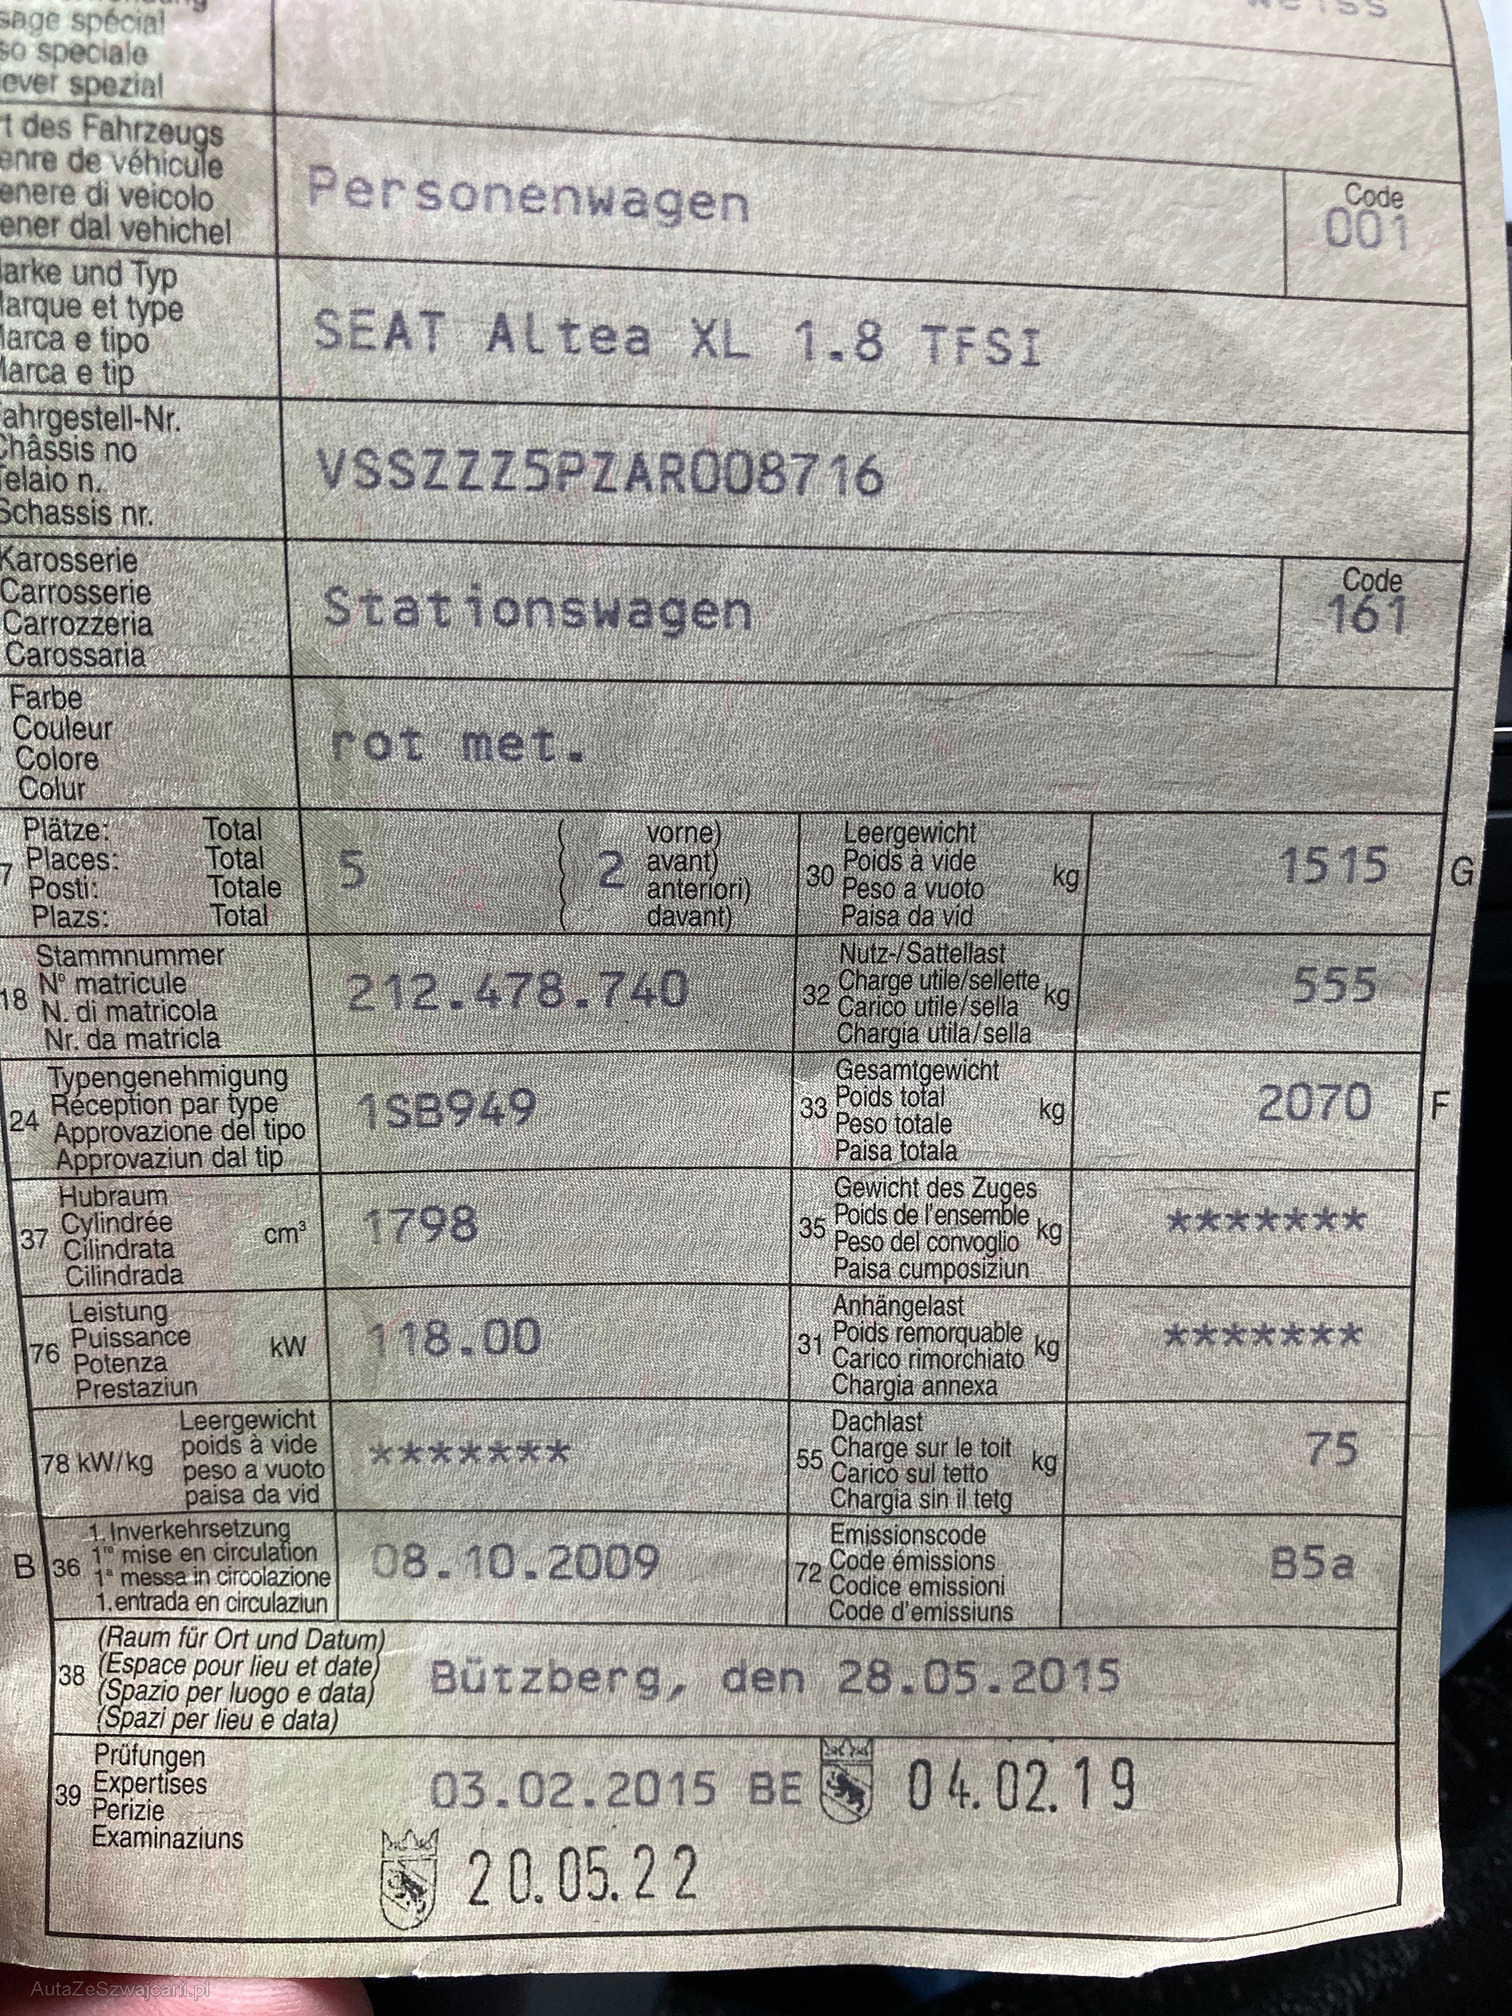 weiss
sage spécial
so speciale
ever spezial
t des Fahrzeugs
enre de véhicule
enere di veicolo
ener dal vehichel
Personenwagen
Code
001
arke und Typ
arque et type
arca e tipo
arca e tip
SEAT Altea XL 1.8 TFSI
ahrgestell-Nr.
Châssis no
elaio n.
Schassis nr.
VSSZZZ5PZAR008716
Karosserie
Carrosserie
Carrozzeria
Carossaria
Stationswagen
Code
161
Farbe
Couleur
Colore
Colur
rot met.
7
Plätze: Total
Places: Total
Posti: Totale
Plazs: Total
5
( 2 vorne)
( avant)
( anteriori)
( davant)
30
Leergewicht
Poids à vide
Peso a vuoto
Paisa da vid
kg
1515
G
18
Stammnummer
N° matricule
N. di matricola
Nr. da matricla
212.478.740
32
Nutz-/Sattellast
Charge utile/sellette
Carico utile/sella
Chargia utila/sella
kg
555
24
Typengenehmigung
Réception par type
Approvazione del tipo
Approvaziun dal tip
1SB949
33
Gesamtgewicht
Poids total
Peso totale
Paisa totala
kg
2070
F
37
Hubraum
Cylindrée
Cilindrata
Cilindrada
cm³
1798
35
Gewicht des Zuges
Poids de l'ensemble
Peso del convoglio
Paisa cumposiziun
kg
*******
76
Leistung
Puissance
Potenza
Prestaziun
kW
118.00
31
Anhängelast
Poids remorquable
Carico rimorchiato
Chargia annexa
kg
*******
78 kW/kg
Leergewicht
poids à vide
peso a vuoto
paisa da vid
*******
55
Dachlast
Charge sur le toit
Carico sul tetto
Chargia sin il tetg
kg
75
B
36
1. Inverkehrsetzung
1re mise en circulation
1a messa in circolazione
1. entrada en circulaziun
08.10.2009
72
Emissionscode
Code émissions
Codice emissioni
Code d'emissiuns
B5a
38
(Raum für Ort und Datum)
(Espace pour lieu et date)
(Spazio per luogo e data)
(Spazi per lieu e data)
Bützberg, den 28.05.2015
39
Prüfungen
Expertises
Perizie
Examinaziuns
03.02.2015 BE 04.02.19
20.05.22
AutaZeSzwajcarii.pl